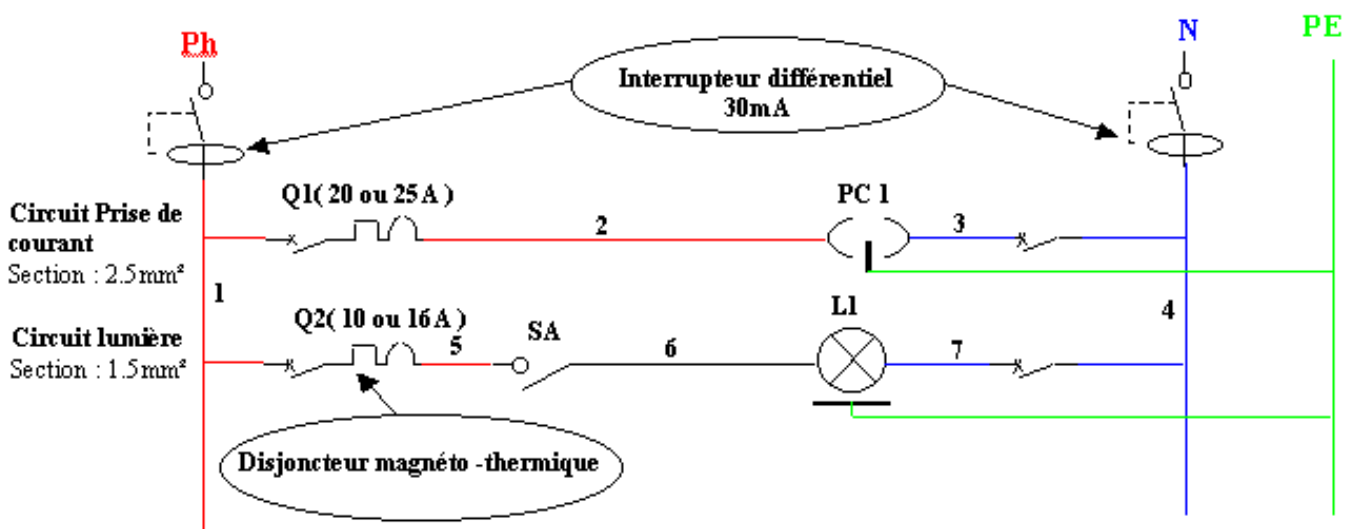 Ph
N
PE
Interrupteur différentiel
30mA
Q1( 20 ou 25A )
PC 1
Circuit Prise de
courant
Section : 2.5mm²
2
3
1
4
Q2( 10 ou 16A )
SA
L1
Circuit lumière
Section : 1.5mm²
5
6
7
Disjoncteur magnéto -thermique